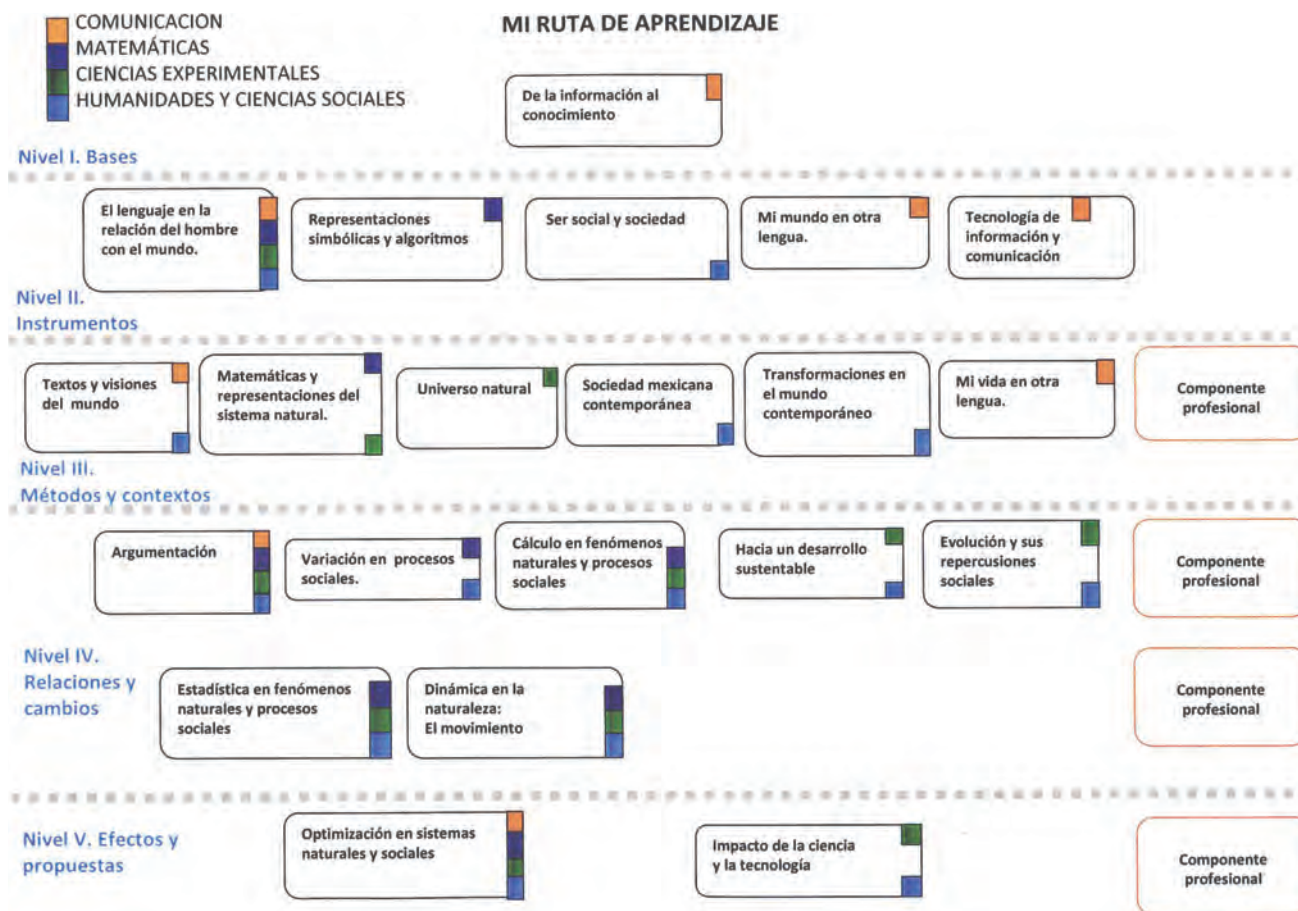 COMUNICACION
MATEMÁTICAS
CIENCIAS EXPERIMENTALES
HUMANIDADES Y CIENCIAS SOCIALES
MI RUTA DE APRENDIZAJE
De la información al
conocimiento
Nivel I. Bases
El lenguaje en la
relación del hombre
con el mundo.
Representaciones
simbólicas y algoritmos
Ser social y sociedad
Mi mundo en otra
lengua.
Tecnología de
información y
comunicación
Nivel II.
Instrumentos
Textos y visiones
del mundo
Matemáticas y
representaciones del
sistema natural.
Universo natural
Sociedad mexicana
contemporánea
Transformaciones en
el mundo
contemporáneo
Mi vida en otra
lengua.
Componente
profesional
Nivel III.
Métodos y contextos
Argumentación
Variación en procesos
sociales.
Cálculo en fenómenos
naturales y procesos
sociales
Hacia un desarrollo
sustentable
Evolución y sus
repercusiones
sociales
Componente
profesional
Nivel IV.
Relaciones y
cambios
Estadística en fenómenos
naturales y procesos
sociales
Dinámica en la
naturaleza:
El movimiento
Componente
profesional
Nivel V. Efectos y
propuestas
Optimización en sistemas
naturales y sociales
Impacto de la ciencia
y la tecnología
Componente
profesional